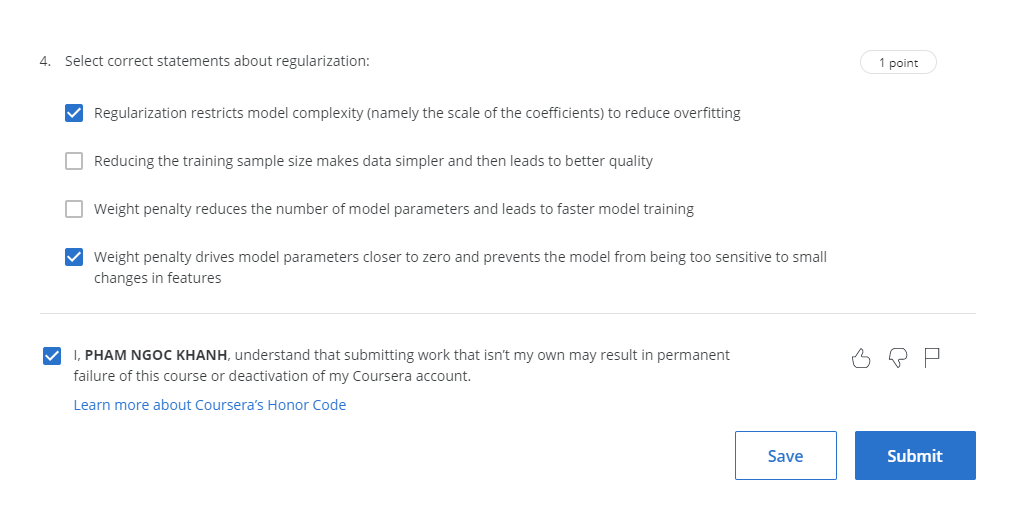 4. Select correct statements about regularization:
1 point
Regularization restricts model complexity (namely the scale of the coefficients) to reduce overfitting
Reducing the training sample size makes data simpler and then leads to better quality
Weight penalty reduces the number of model parameters and leads to faster model training
Weight penalty drives model parameters closer to zero and prevents the model from being too sensitive to small
changes in features
I, PHAM NGOC KHANH, understand that submitting work that isn't my own may result in permanent
failure of this course or deactivation of my Coursera account.
Learn more about Coursera's Honor Code
Save
Submit